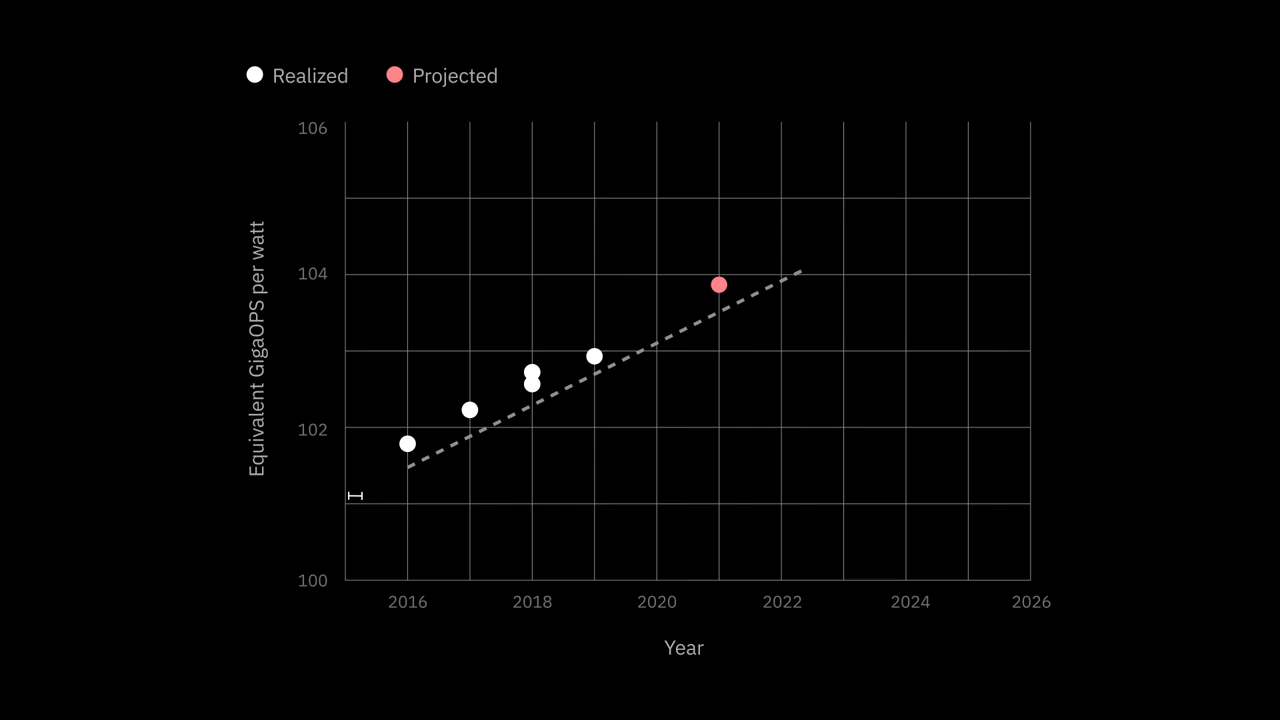 Realized
Projected
106
104
102
100
Equivalent GigaOPS per watt
2016
2018
2020
2022
2024
2026
Year